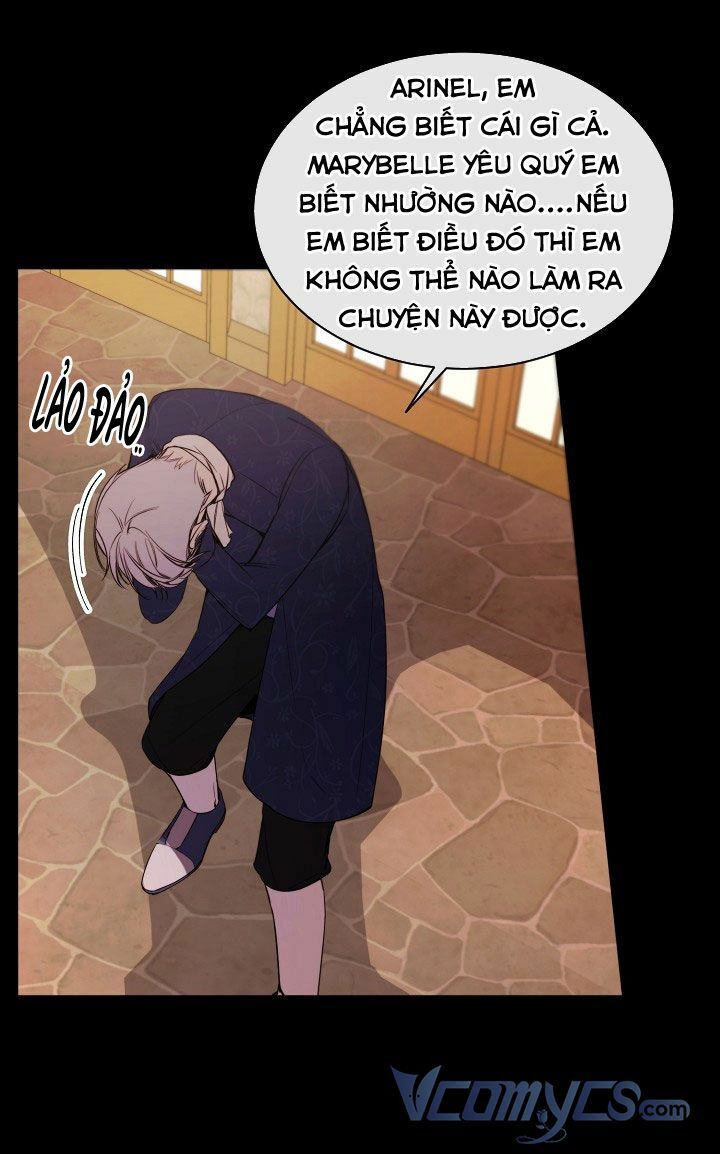 ARINEL, EM
CHẲNG BIẾT CÁI GÌ CẢ.
MARYBELLE YÊU QUÝ EM
BIẾT NHƯỜNG NÀO....NẾU
EM BIẾT ĐIỀU ĐÓ THÌ EM
KHÔNG THỂ NÀO LÀM RA
CHUYỆN NÀY ĐƯỢC.
LẢO ĐẢO
VCOMYCS.com